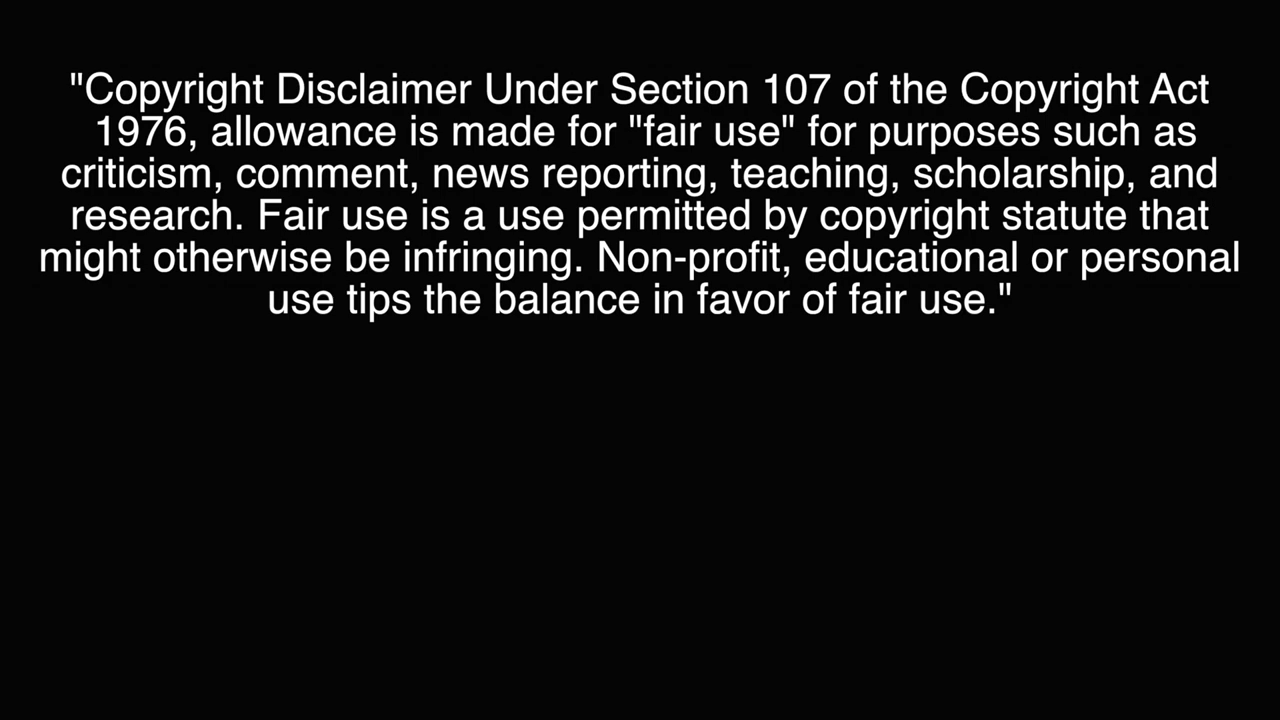 "Copyright Disclaimer Under Section 107 of the Copyright Act
1976, allowance is made for "fair use" for purposes such as
criticism, comment, news reporting, teaching, scholarship, and
research. Fair use is a use permitted by copyright statute that
might otherwise be infringing. Non-profit, educational or personal
use tips the balance in favor of fair use."